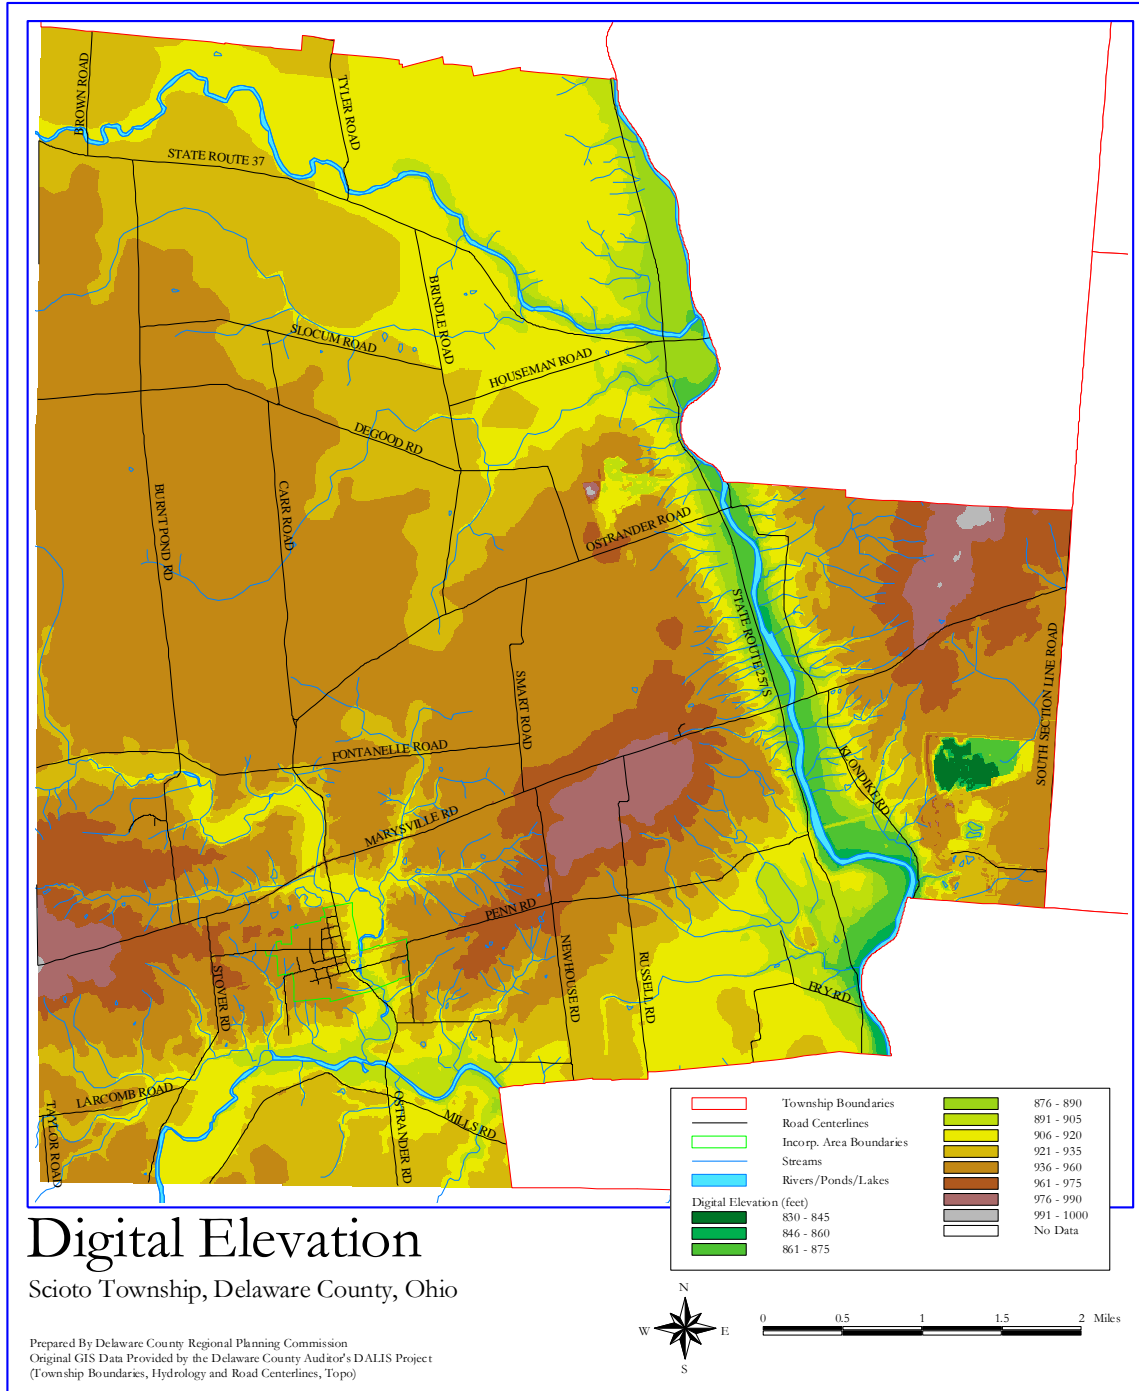 BROWN ROAD
TYLER ROAD
STATE ROUTE 37
BRINDLE ROAD
SLOCUM ROAD
HOUSEMAN ROAD
DEGOOD RD
BURNT POND RD
CARR ROAD
OSTRANDER ROAD
STATE ROUTE 257 S
SMART ROAD
SOUTH SECTION LINE ROAD
FONTANELLE ROAD
KLONDIKE RD
MARYSVILLE RD
PENN RD
NEWHOUSE RD
RUSSELL RD
STOVER RD
FRY RD
LARCOMB ROAD
TAYLOR ROAD
OSTRANDER RD
MILLS RD
Township Boundaries
Road Centerlines
Incorp. Area Boundaries
Streams
Rivers/Ponds/Lakes
Digital Elevation (feet)
830 - 845
846 - 860
861 - 875
876 - 890
891 - 905
906 - 920
921 - 935
936 - 960
961 - 975
976 - 990
991 - 1000
No Data
Digital Elevation
Scioto Township, Delaware County, Ohio
Prepared By Delaware County Regional Planning Commission
Original GIS Data Provided by the Delaware County Auditor's DALIS Project
(Township Boundaries, Hydrology and Road Centerlines, Topo)
N
W E
S
0 0.5 1 1.5 2 Miles